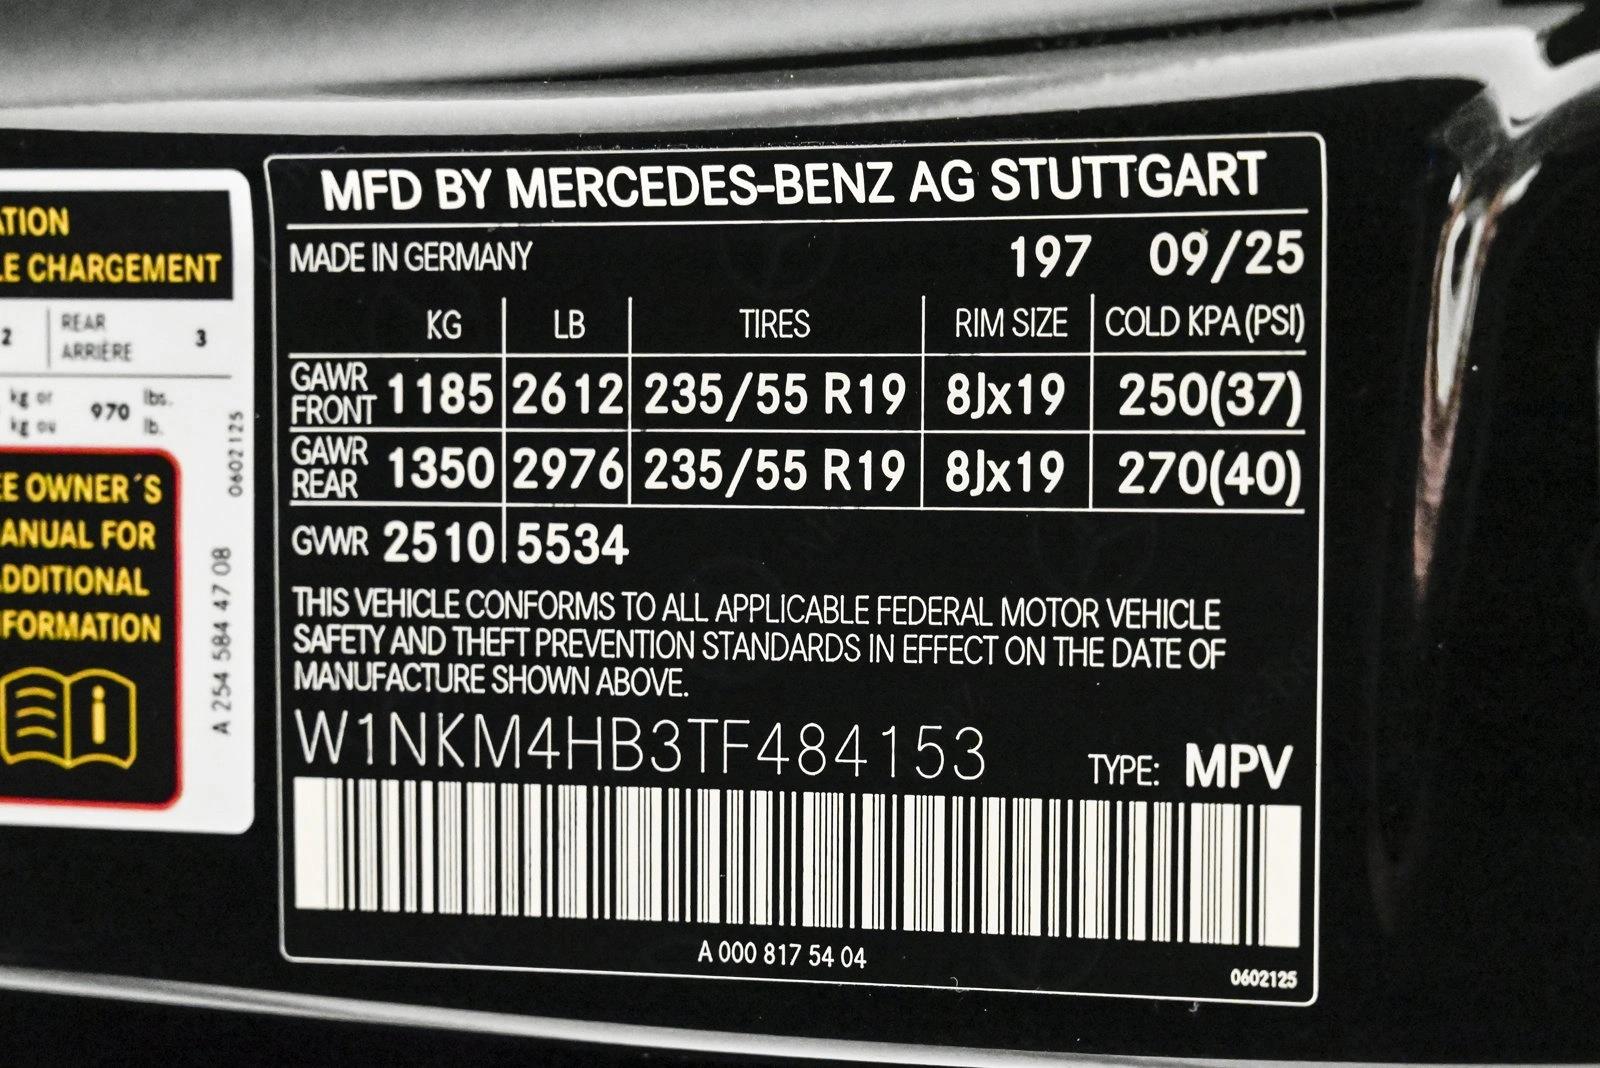 ATION
LE CHARGEMENT
2 REAR ARRIÈRE 3
kg or 970 lbs.
kg ou lb.
E OWNER´S
ANUAL FOR
DDITIONAL
FORMATION
i
A 254 584 47 08 0602125
MFD BY MERCEDES-BENZ AG STUTTGART
MADE IN GERMANY 197 09/25
KG LB TIRES RIM SIZE COLD KPA (PSI)
GAWR FRONT 1185 2612 235/55 R19 8Jx19 250(37)
GAWR REAR 1350 2976 235/55 R19 8Jx19 270(40)
GVWR 2510 5534
THIS VEHICLE CONFORMS TO ALL APPLICABLE FEDERAL MOTOR VEHICLE
SAFETY AND THEFT PREVENTION STANDARDS IN EFFECT ON THE DATE OF
MANUFACTURE SHOWN ABOVE.
W1NKM4HB3TF484153 TYPE: MPV
A 000 817 54 04
0602125